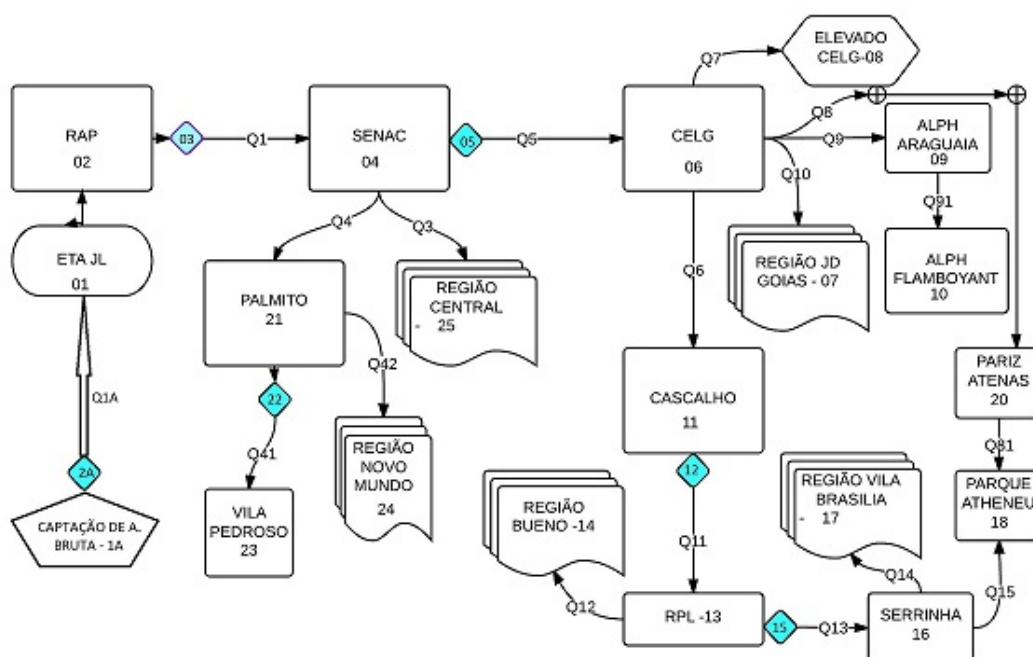 ELEVADO
CELG-08
Q7
Q8
RAP
02
03
Q1
SENAC
04
05
Q5
CELG
06
Q9
ALPH
ARAGUAIA
09
Q10
Q91
Q4
Q3
ETA JL
01
PALMITO
21
REGIÃO
CENTRAL
- 25
Q6
REGIÃO JD
GOIAS - 07
ALPH
FLAMBOYANT
10
Q1A
Q42
22
CASCALHO
11
PARIZ
ATENAS
20
Q41
REGIÃO
NOVO
MUNDO
24
Q81
2A
12
CAPTAÇÃO DE A.
BRUTA - 1A
VILA
PEDROSO
23
REGIÃO
BUENO -14
Q11
REGIÃO VILA
BRASILIA
- 17
PARQUE
ATHENEU
18
Q12
Q14
Q15
RPL -13
15
Q13
SERRINHA
16